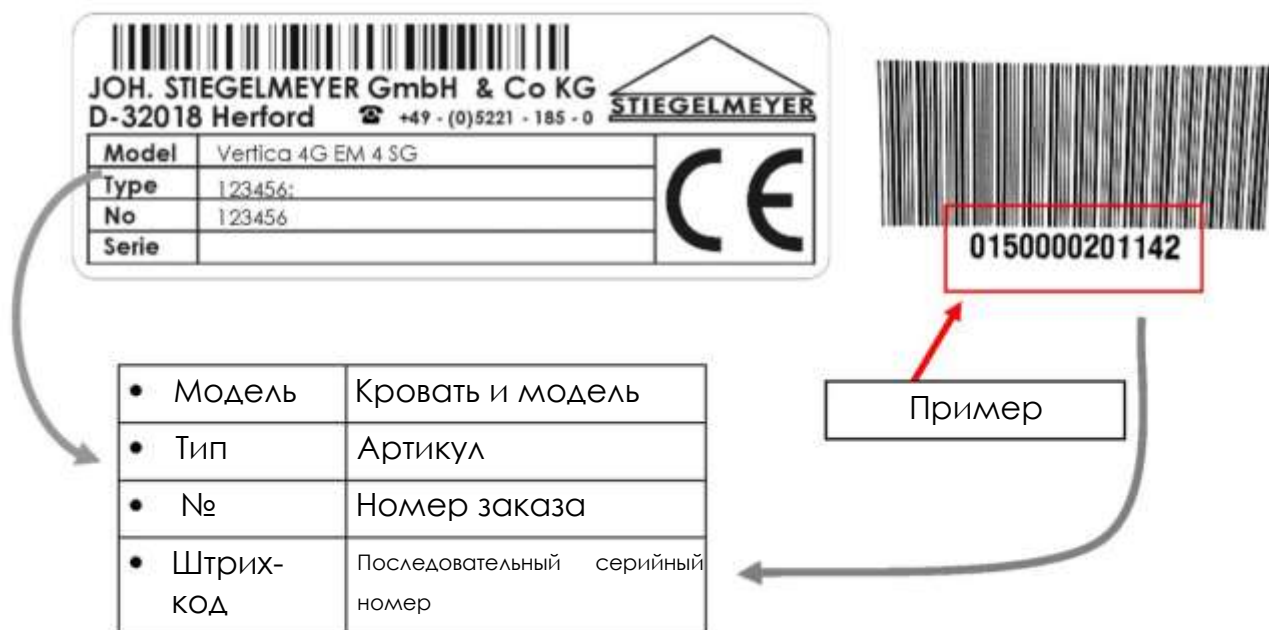 JOH. STIEGELMEYER GmbH & Co KG
D-32018 Herford ☎ +49 - (0)5221 - 185 - 0
STIEGELMEYER
Model Vertica 4G EM 4 SG
Type 123456:
No 123456
Serie
CE
0150000201142
Пример
• Модель Кровать и модель
• Тип Артикул
• № Номер заказа
• Штрих-
код
Последовательный серийный
номер